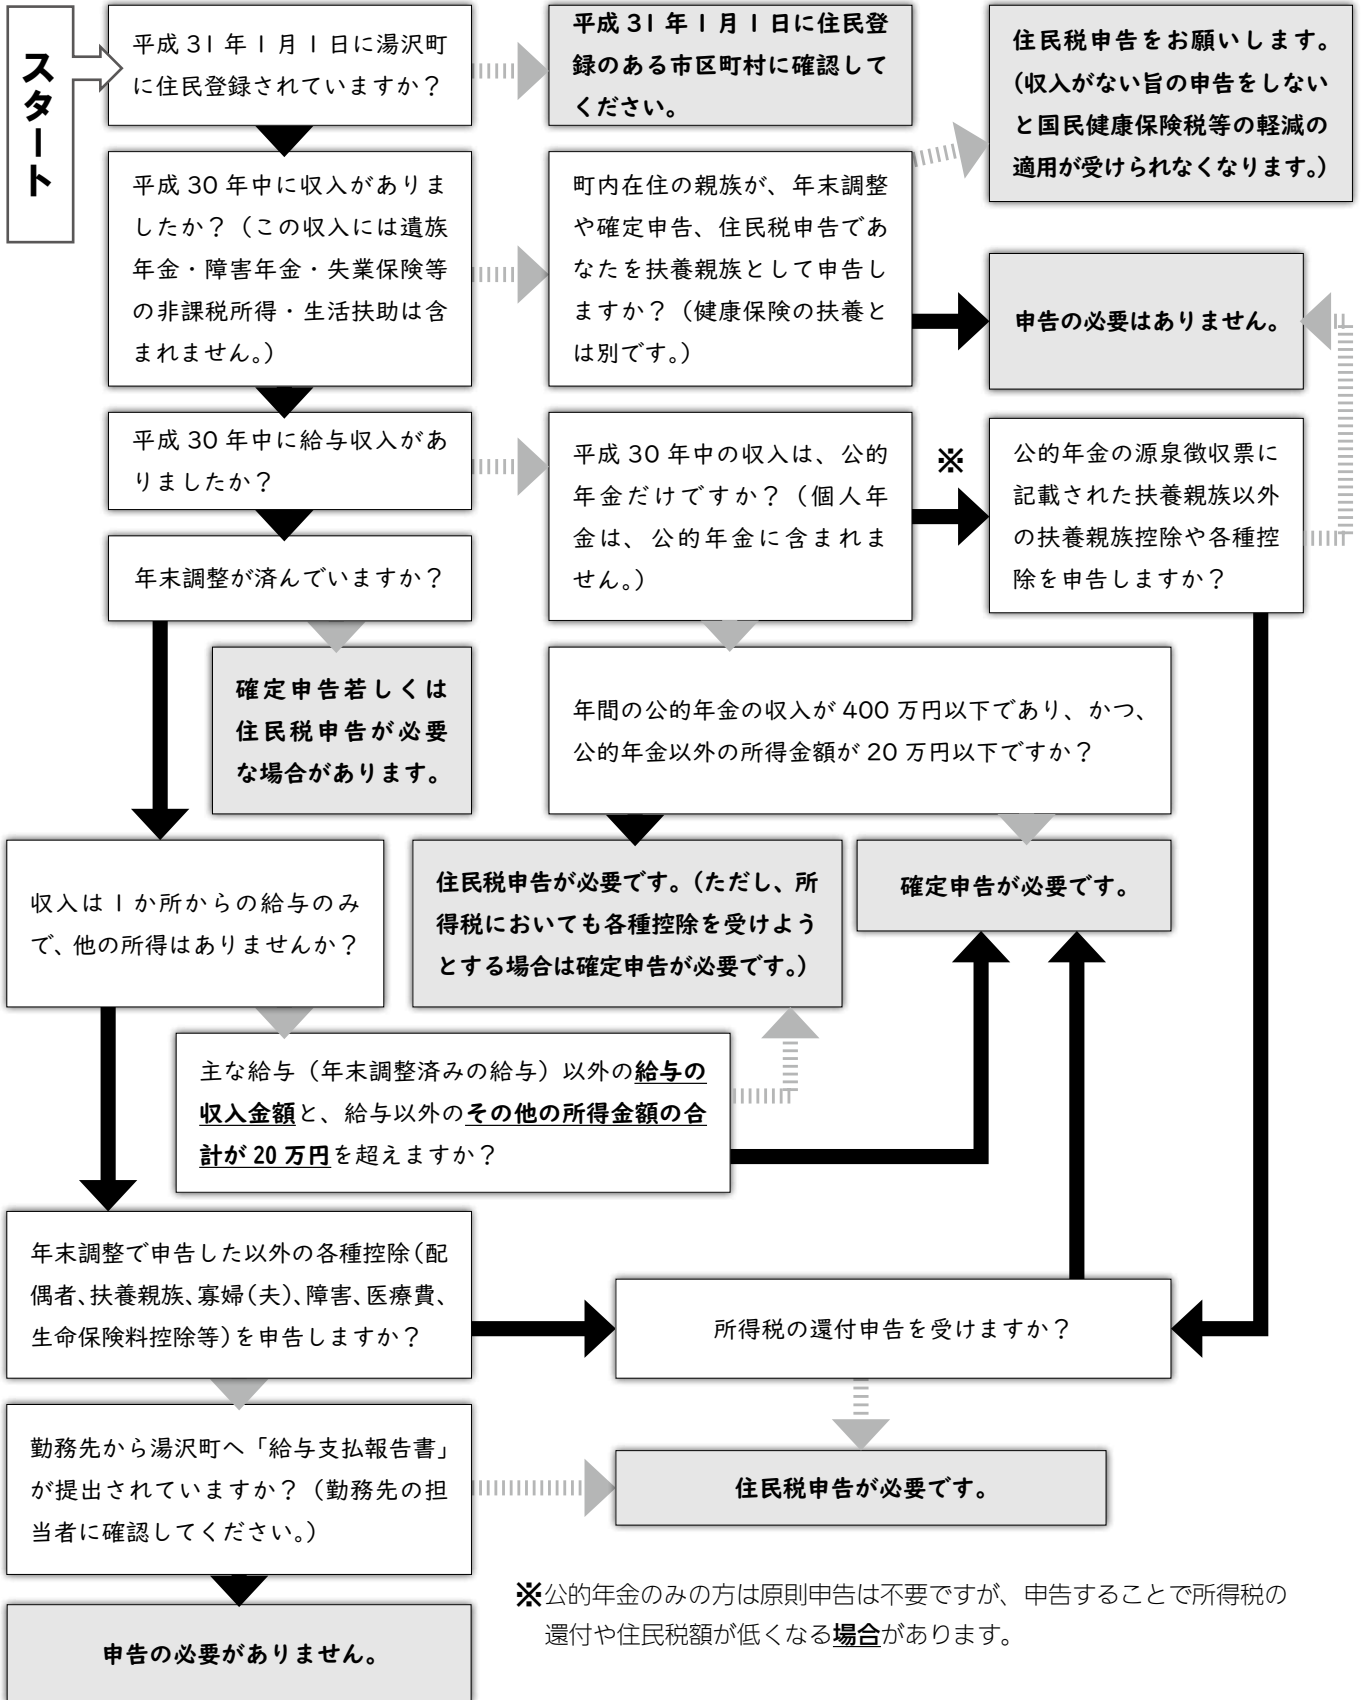 スタート
平成 31 年 1 月 1 日に湯沢町
に住民登録されていますか？
平成 31 年 1 月 1 日に住民登
録のある市区町村に確認して
ください。
住民税申告をお願いします。
（収入がない旨の申告をしない
と国民健康保険税等の軽減の
適用が受けられなくなります。）
平成 30 年中に収入がありま
したか？（この収入には遺族
年金・障害年金・失業保険等
の非課税所得・生活扶助は含
まれません。）
町内在住の親族が、年末調整
や確定申告、住民税申告であ
なたを扶養親族として申告し
ますか？（健康保険の扶養と
は別です。）
申告の必要はありません。
平成 30 年中に給与収入があ
りましたか？
平成 30 年中の収入は、公的
年金だけですか？（個人年
金は、公的年金に含まれま
せん。）
※
公的年金の源泉徴収票に
記載された扶養親族以外
の扶養親族控除や各種控
除を申告しますか？
年末調整が済んでいますか？
確定申告若しくは
住民税申告が必要
な場合があります。
年間の公的年金の収入が 400 万円以下であり、かつ、
公的年金以外の所得金額が 20 万円以下ですか？
収入は 1 か所からの給与のみ
で、他の所得はありませんか？
住民税申告が必要です。（ただし、所
得税においても各種控除を受けよう
とする場合は確定申告が必要です。）
確定申告が必要です。
主な給与（年末調整済みの給与）以外の給与の
収入金額と、給与以外のその他の所得金額の合
計が 20 万円を超えますか？
年末調整で申告した以外の各種控除（配
偶者、扶養親族、寡婦（夫）、障害、医療費、
生命保険料控除等）を申告しますか？
所得税の還付申告を受けますか？
勤務先から湯沢町へ「給与支払報告書」
が提出されていますか？（勤務先の担
当者に確認してください。）
住民税申告が必要です。
申告の必要がありません。
※公的年金のみの方は原則申告は不要ですが、申告することで所得税の
還付や住民税額が低くなる場合があります。